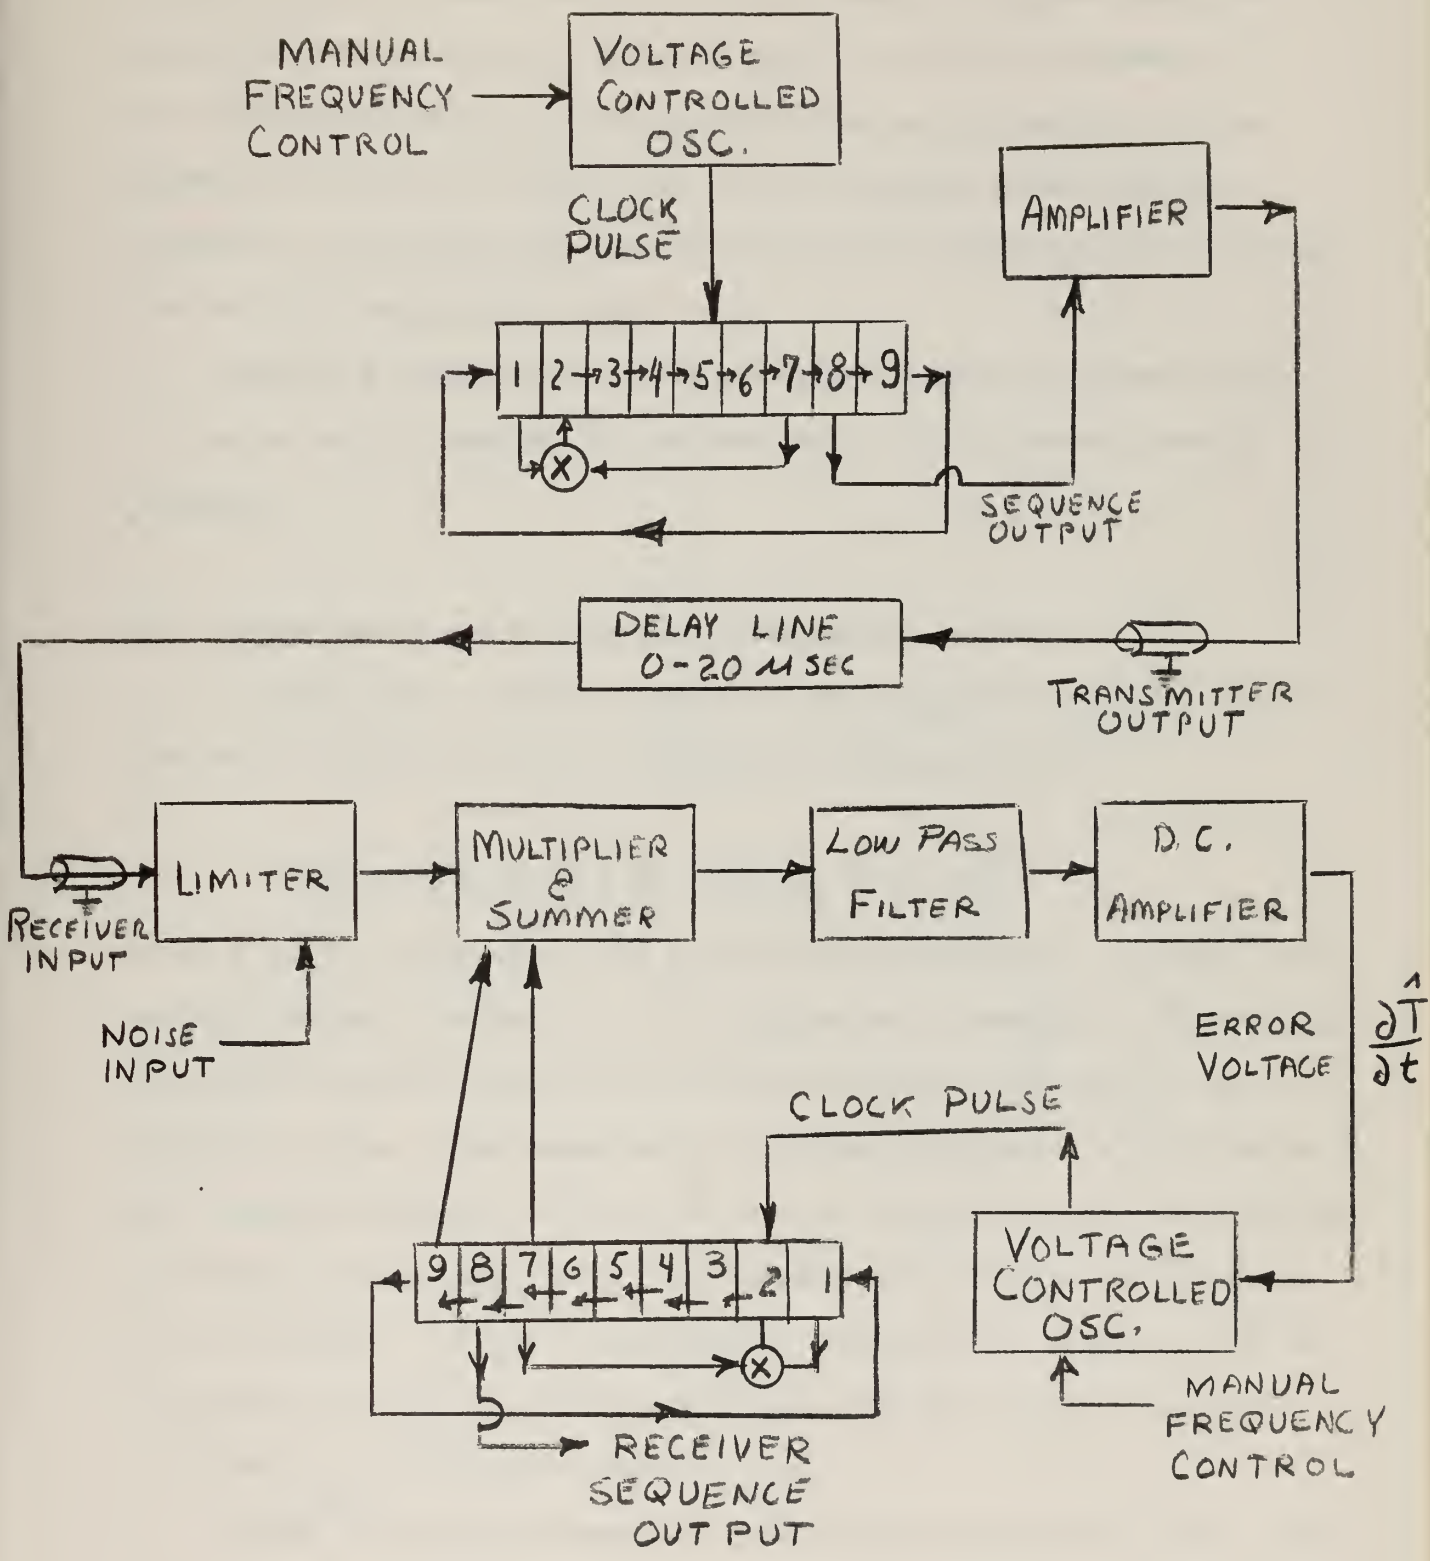 MANUAL
FREQUENCY
CONTROL
VOLTAGE
CONTROLLED
OSC.
CLOCK
PULSE
AMPLIFIER
1 2 3 4 5 6 7 8 9
X
SEQUENCE
OUTPUT
DELAY LINE
0-20 μ SEC
TRANSMITTER
OUTPUT
RECEIVER
INPUT
LIMITER
NOISE
INPUT
MULTIPLIER
&
SUMMER
LOW PASS
FILTER
D.C.
AMPLIFIER
ERROR
VOLTAGE
∂T̂
∂t
CLOCK PULSE
9 8 7 6 5 4 3 2 1
X
VOLTAGE
CONTROLLED
OSC.
MANUAL
FREQUENCY
CONTROL
RECEIVER
SEQUENCE
OUTPUT